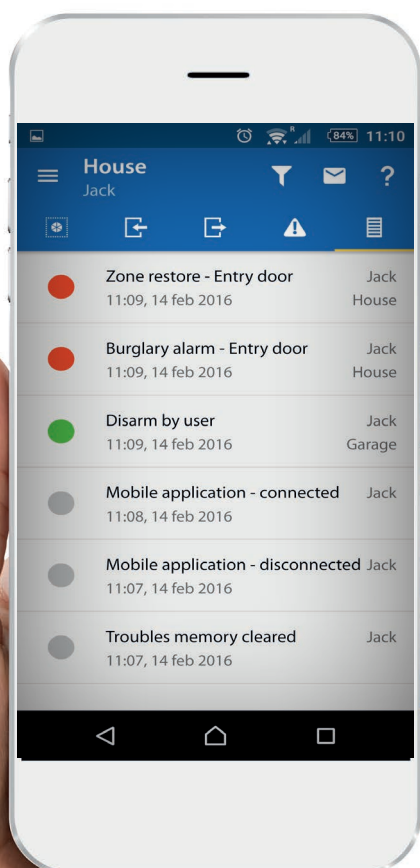 R
84% 11:10
House
Jack
?
Zone restore - Entry door Jack
11:09, 14 feb 2016 House
Burglary alarm - Entry door Jack
11:09, 14 feb 2016 House
Disarm by user Jack
11:09, 14 feb 2016 Garage
Mobile application - connected Jack
11:08, 14 feb 2016
Mobile application - disconnected Jack
11:07, 14 feb 2016
Troubles memory cleared Jack
11:07, 14 feb 2016